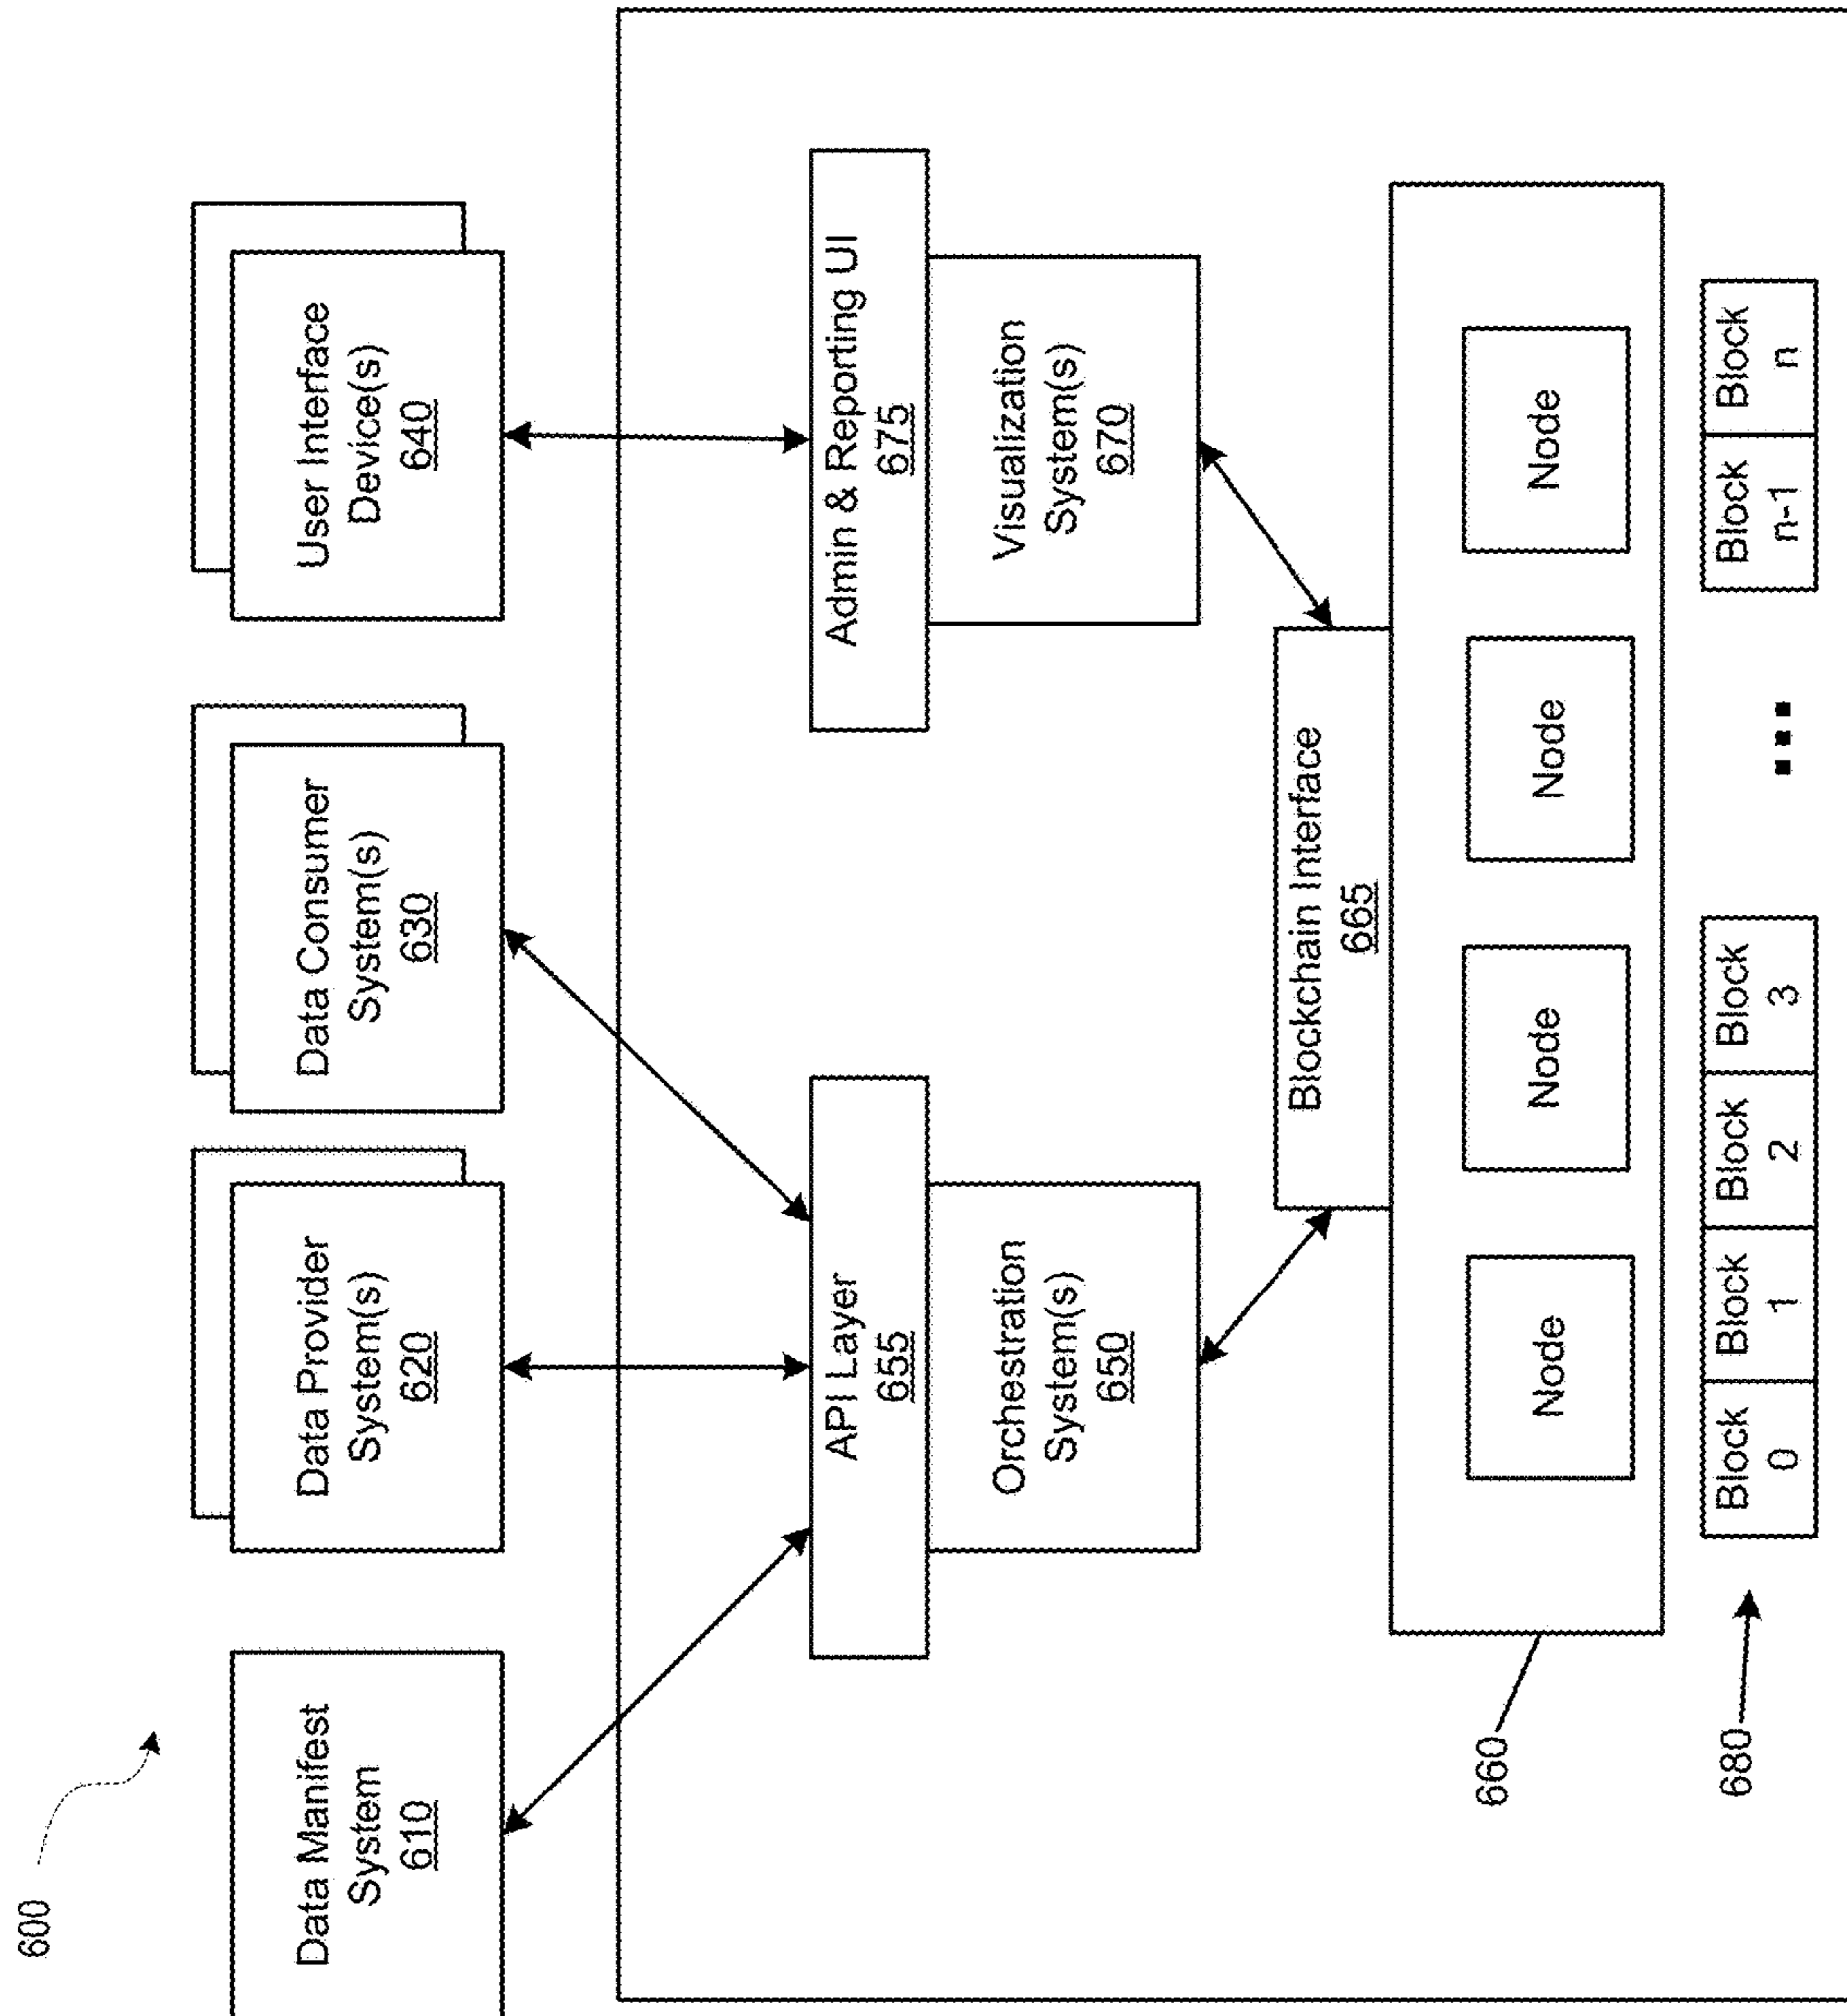 600
Data Manifest
System
610
Data Provider
System(s)
620
Data Consumer
System(s)
630
User Interface
Device(s)
640
API Layer
655
Orchestration
System(s)
650
Admin & Reporting UI
675
Visualization
System(s)
670
Blockchain Interface
665
660
Node
Node
Node
Node
680
Block
0
Block
1
Block
2
Block
3
...
Block
n-1
Block
n